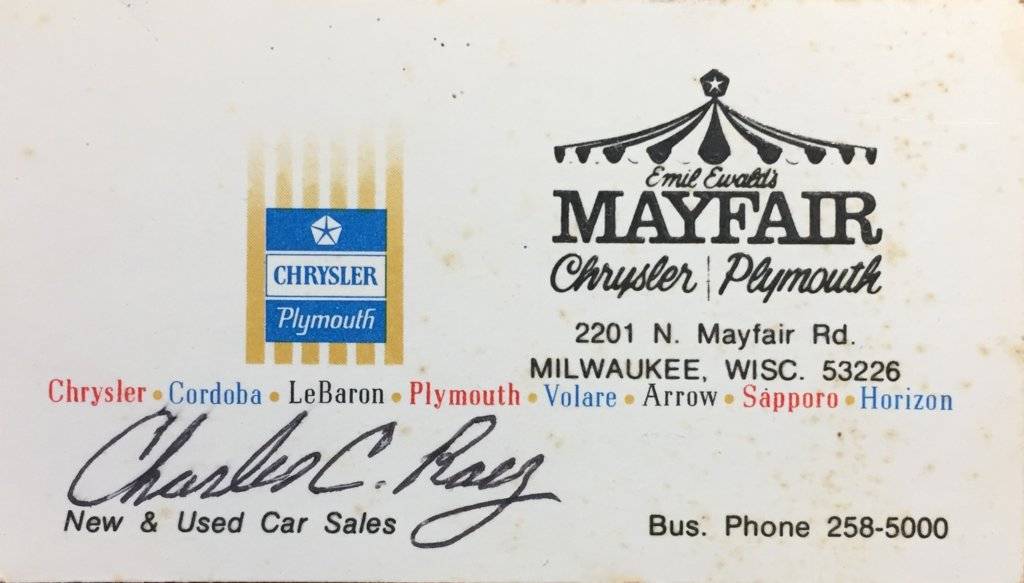 CHRYSLER
Plymouth
Emil Ewald's
MAYFAIR
Chrysler | Plymouth
2201 N. Mayfair Rd.
MILWAUKEE, WISC. 53226
Chrysler • Cordoba • LeBaron • Plymouth • Volare • Arrow • Sapporo • Horizon
Charles C.
New & Used Car Sales
Bus. Phone 258-5000